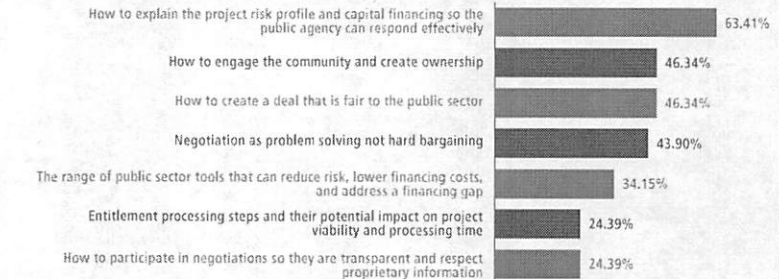 How to explain the project risk profile and capital financing so the
public agency can respond effectively
63.41%
How to engage the community and create ownership
46.34%
How to create a deal that is fair to the public sector
46.34%
Negotiation as problem solving not hard bargaining
43.90%
The range of public sector tools that can reduce risk, lower financing costs,
and address a financing gap
34.15%
Entitlement processing steps and their potential impact on project
viability and processing time
24.39%
How to participate in negotiations so they are transparent and respect
proprietary information
24.39%